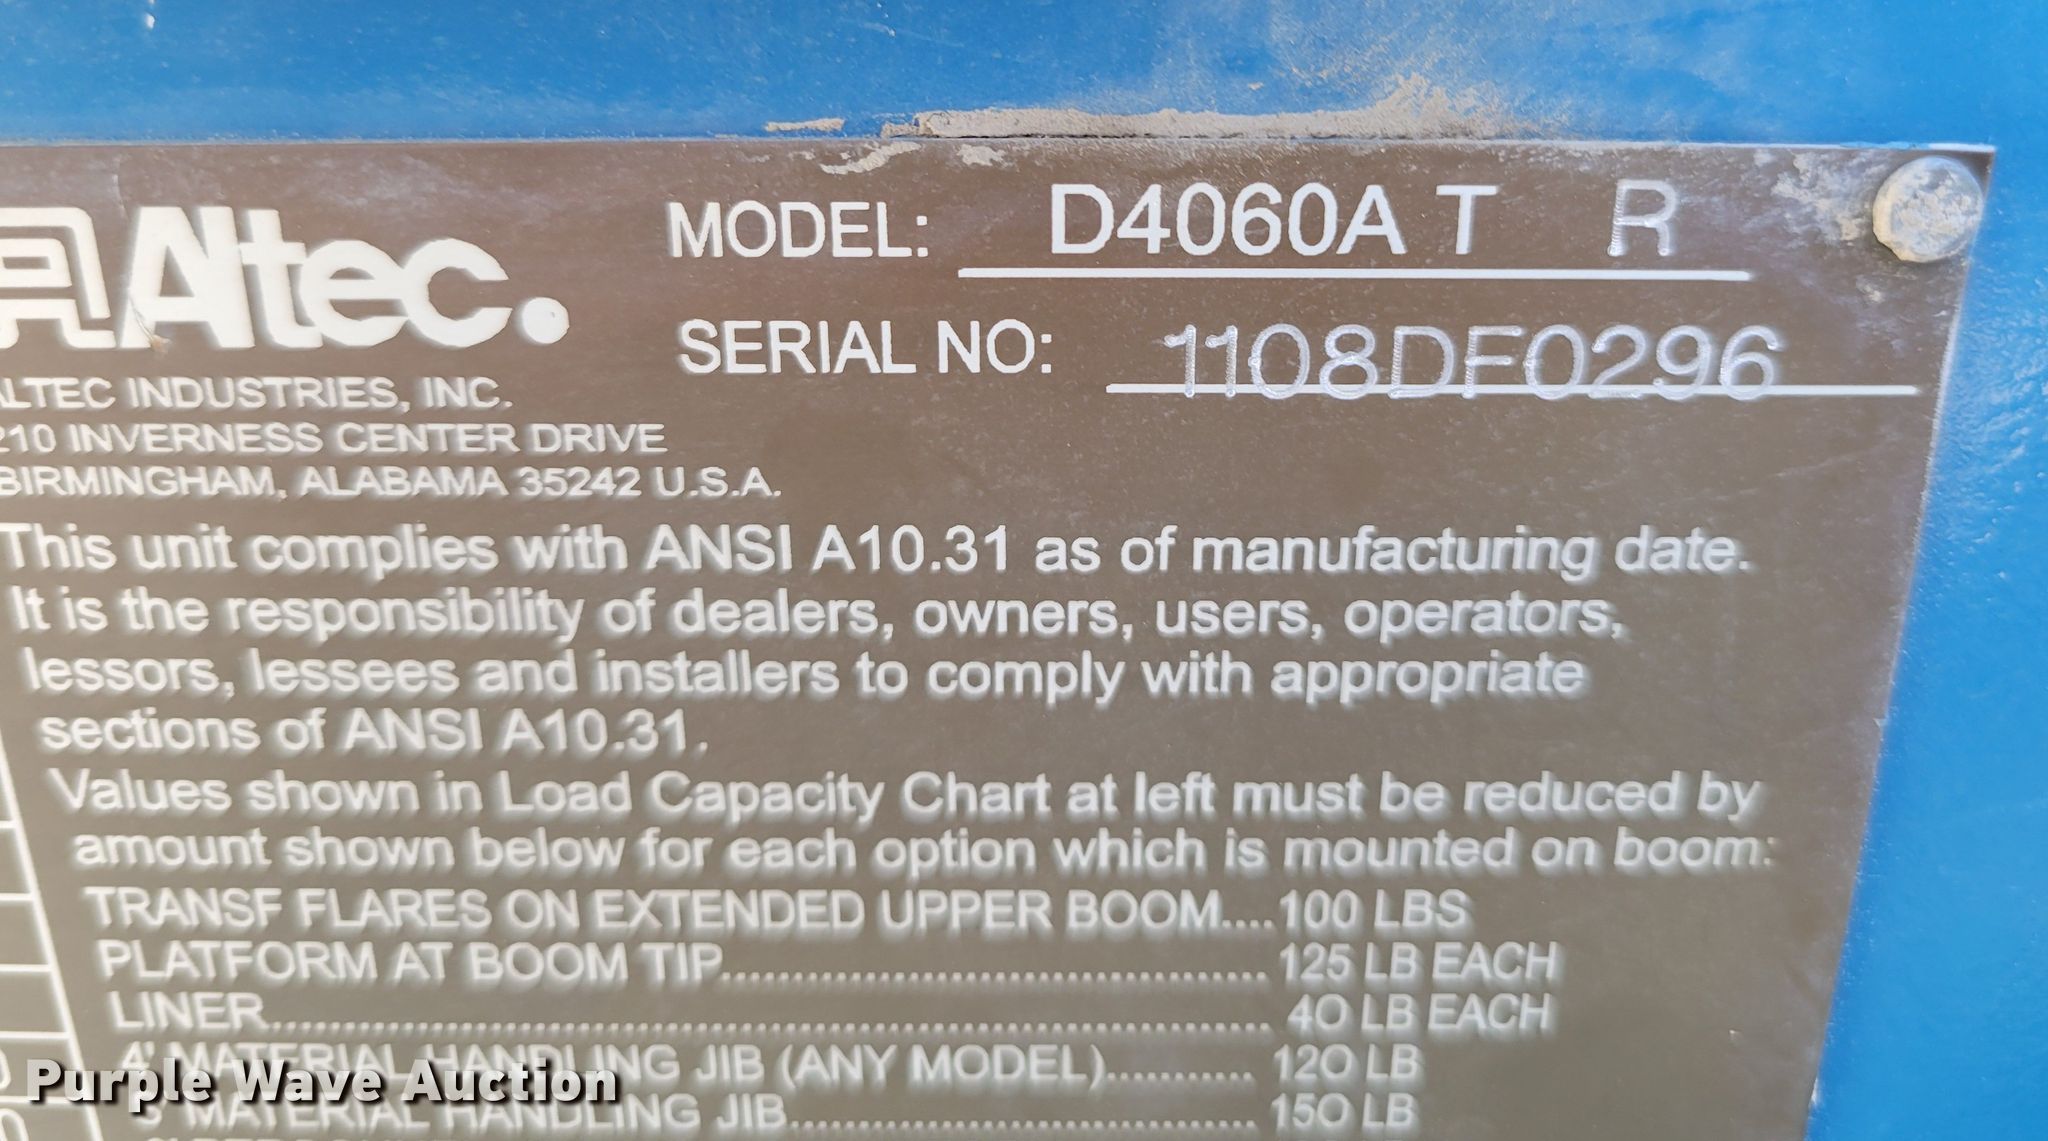 Altec.
MODEL: D4060A T R
SERIAL NO: 1108DF0296
ALTEC INDUSTRIES, INC.
210 INVERNESS CENTER DRIVE
BIRMINGHAM, ALABAMA 35242 U.S.A.
This unit complies with ANSI A10.31 as of manufacturing date.
It is the responsibility of dealers, owners, users, operators,
lessors, lessees and installers to comply with appropriate
sections of ANSI A10.31.
Values shown in Load Capacity Chart at left must be reduced by
amount shown below for each option which is mounted on boom:
TRANSF FLARES ON EXTENDED UPPER BOOM....100 LBS
PLATFORM AT BOOM TIP........................................ 125 LB EACH
LINER........................................................................ 40 LB EACH
4' MATERIAL HANDLING JIB (ANY MODEL)............ 120 LB
3' MATERIAL HANDLING JIB........................................ 150 LB
Purple Wave Auction